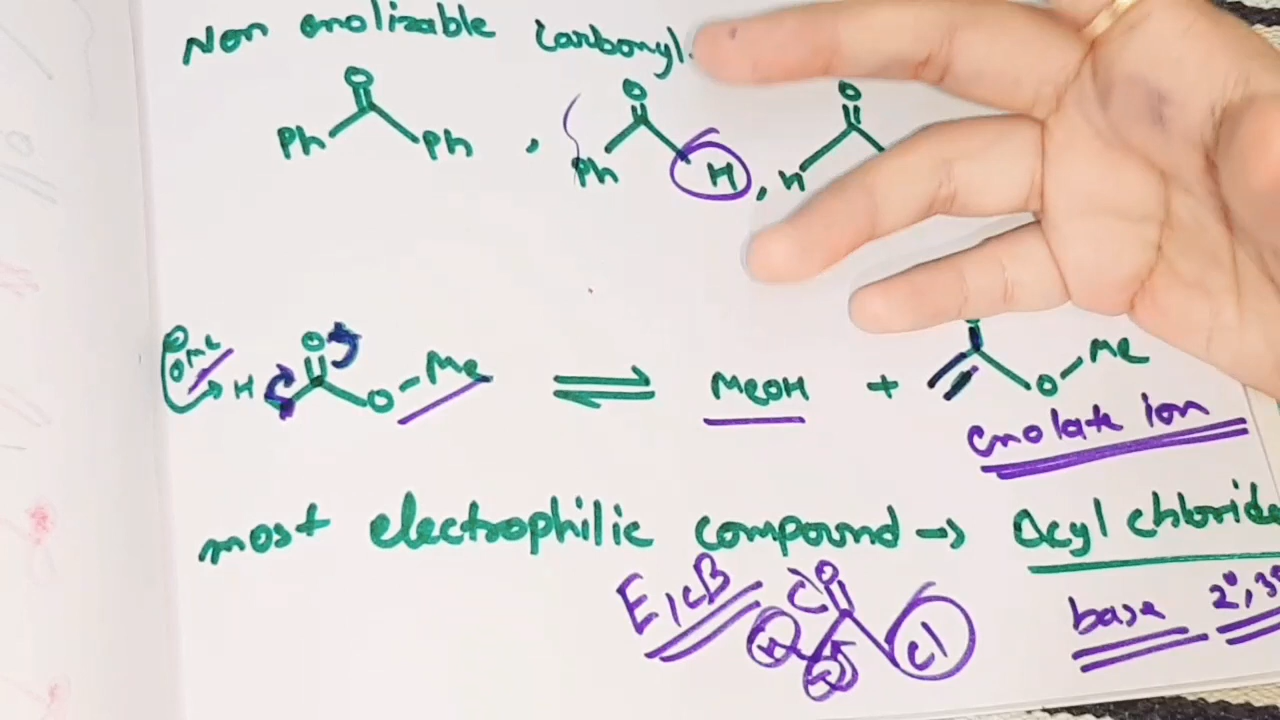 Non enolizable carbonyl.
O O O
Ph Ph , Ph H , H
OMe H O O-Me ⇌ MeOH + O Me
enolate ion
most electrophilic compound → Acyl chloride
E1cB O Cl base 2°, 3°